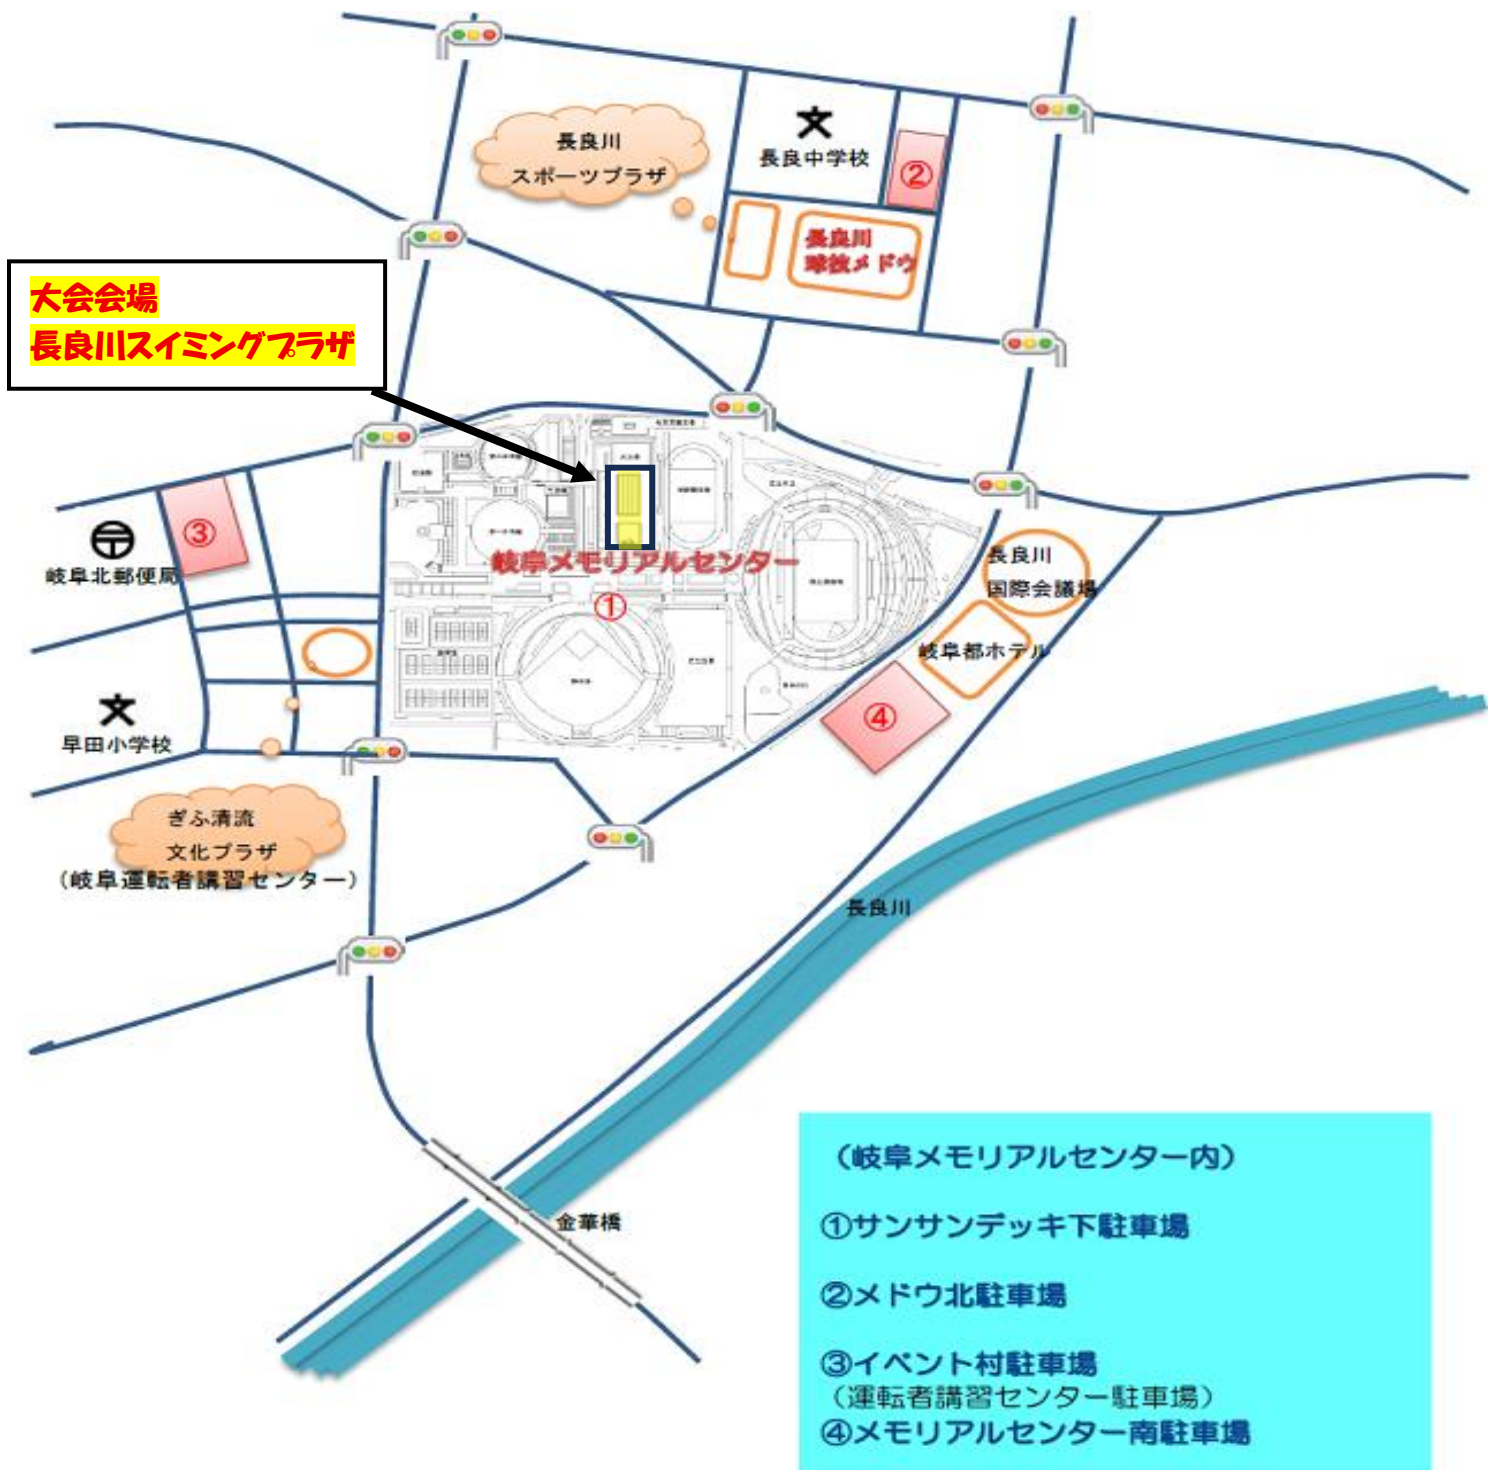 長良川
スポーツプラザ
長良中学校
②
長良川
球技メドウ
大会会場
長良川スイミングプラザ
③
岐阜北郵便局
岐阜メモリアルセンター
①
長良川
国際会議場
岐阜都ホテル
④
早田小学校
ぎふ清流
文化プラザ
（岐阜運転者講習センター）
長良川
金華橋
（岐阜メモリアルセンター内）
①サンサンデッキ下駐車場
②メドウ北駐車場
③イベント村駐車場
（運転者講習センター駐車場）
④メモリアルセンター南駐車場